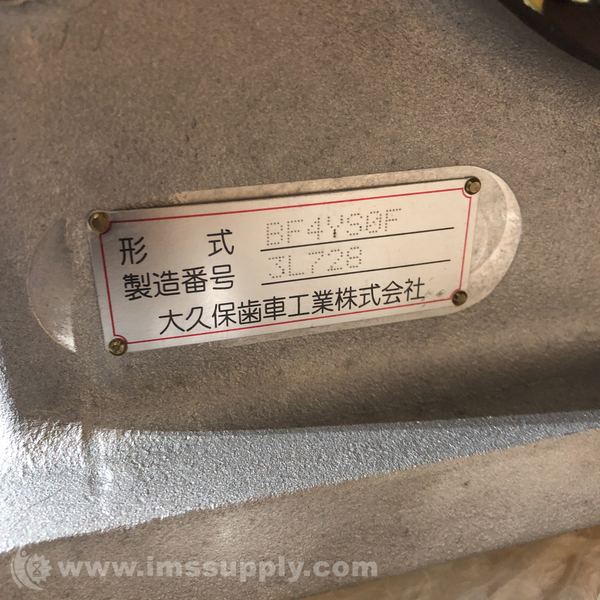 形 式 BF4YS0F
製造番号 3L728
大久保歯車工業株式会社
www.imssupply.com